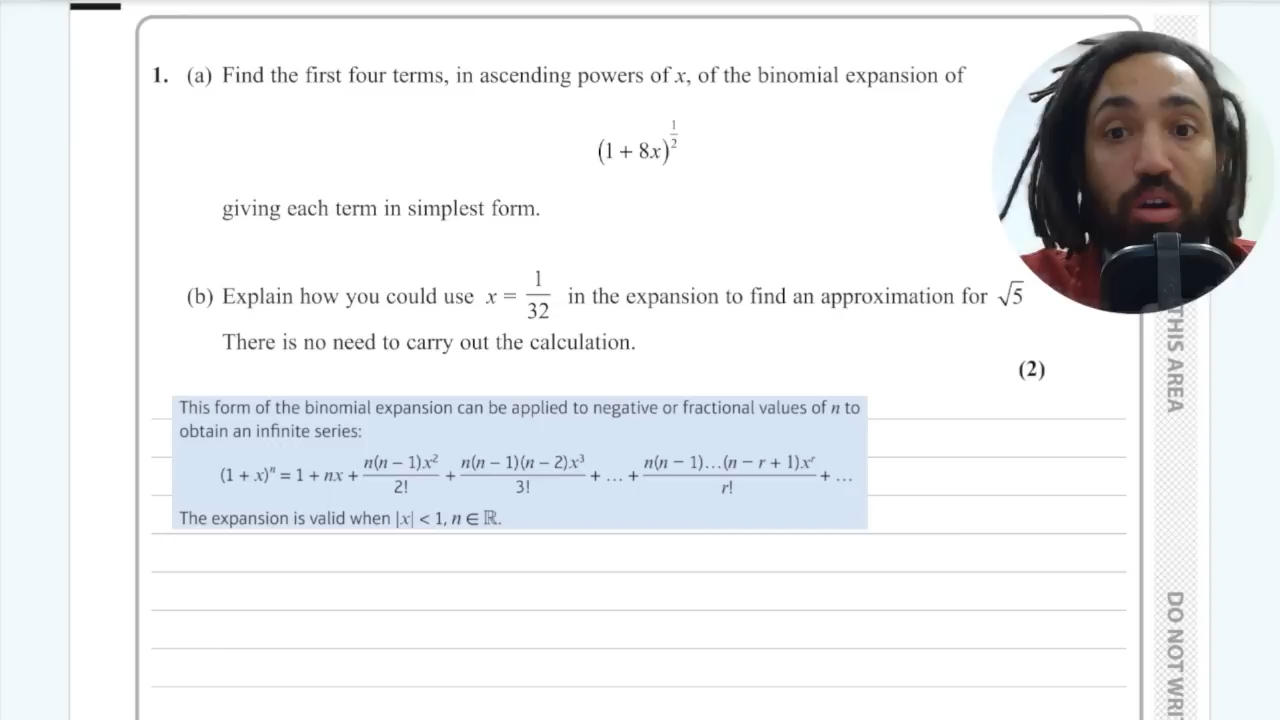 1. (a) Find the first four terms, in ascending powers of x, of the binomial expansion of
(1 + 8x)^(1/2)
giving each term in simplest form.
(b) Explain how you could use x = 1/32 in the expansion to find an approximation for √5
There is no need to carry out the calculation.
(2)
This form of the binomial expansion can be applied to negative or fractional values of n to
obtain an infinite series:
(1 + x)ⁿ = 1 + nx + n(n − 1)x²/2! + n(n − 1)(n − 2)x³/3! + ... + n(n − 1)...(n − r + 1)xʳ/r! + ...
The expansion is valid when |x| < 1, n ∈ ℝ.
THIS AREA
DO NOT